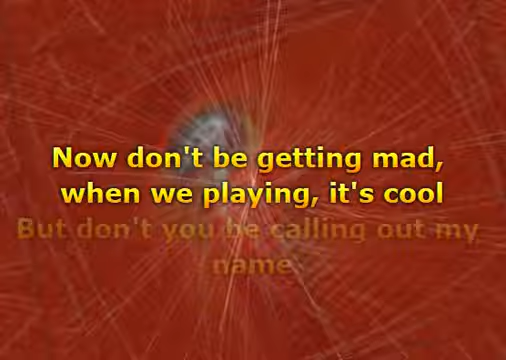 Now don't be getting mad,
when we playing, it's cool
But don't you be calling out my
name